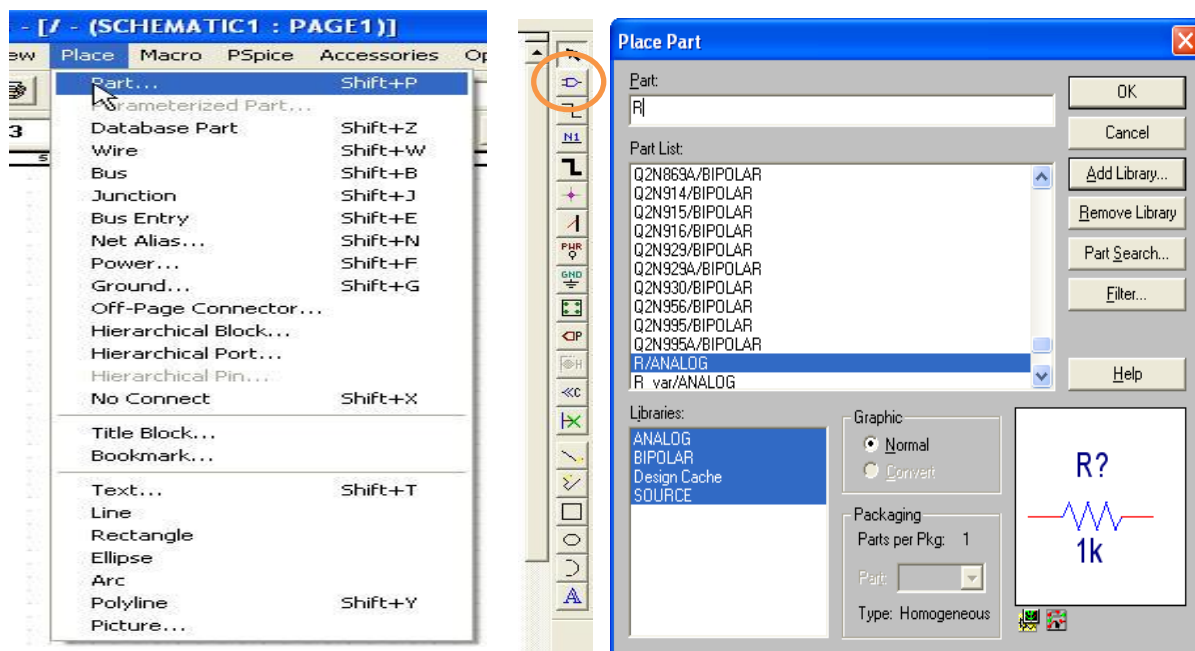 - [/ - (SCHEMATIC1 : PAGE1)]
ew Place Macro PSpice Accessories Op
Part... Shift+P
Parameterized Part...
Database Part Shift+Z
Wire Shift+W
Bus Shift+B
Junction Shift+J
Bus Entry Shift+E
Net Alias... Shift+N
Power... Shift+F
Ground... Shift+G
Off-Page Connector...
Hierarchical Block...
Hierarchical Port...
Hierarchical Pin...
No Connect Shift+X
Title Block...
Bookmark...
Text... Shift+T
Line
Rectangle
Ellipse
Arc
Polyline Shift+Y
Picture...
3
S
N1
PWR
GND
P
H
C
A
Place Part
Part:
R
Part List:
Q2N869A/BIPOLAR
Q2N914/BIPOLAR
Q2N915/BIPOLAR
Q2N916/BIPOLAR
Q2N929/BIPOLAR
Q2N929A/BIPOLAR
Q2N930/BIPOLAR
Q2N956/BIPOLAR
Q2N995/BIPOLAR
Q2N995A/BIPOLAR
R/ANALOG
R_var/ANALOG
OK
Cancel
Add Library...
Remove Library
Part Search...
Filter...
Help
Libraries:
ANALOG
BIPOLAR
Design Cache
SOURCE
Graphic
Normal
Convert
Packaging
Parts per Pkg: 1
Part:
Type: Homogeneous
R?
1k